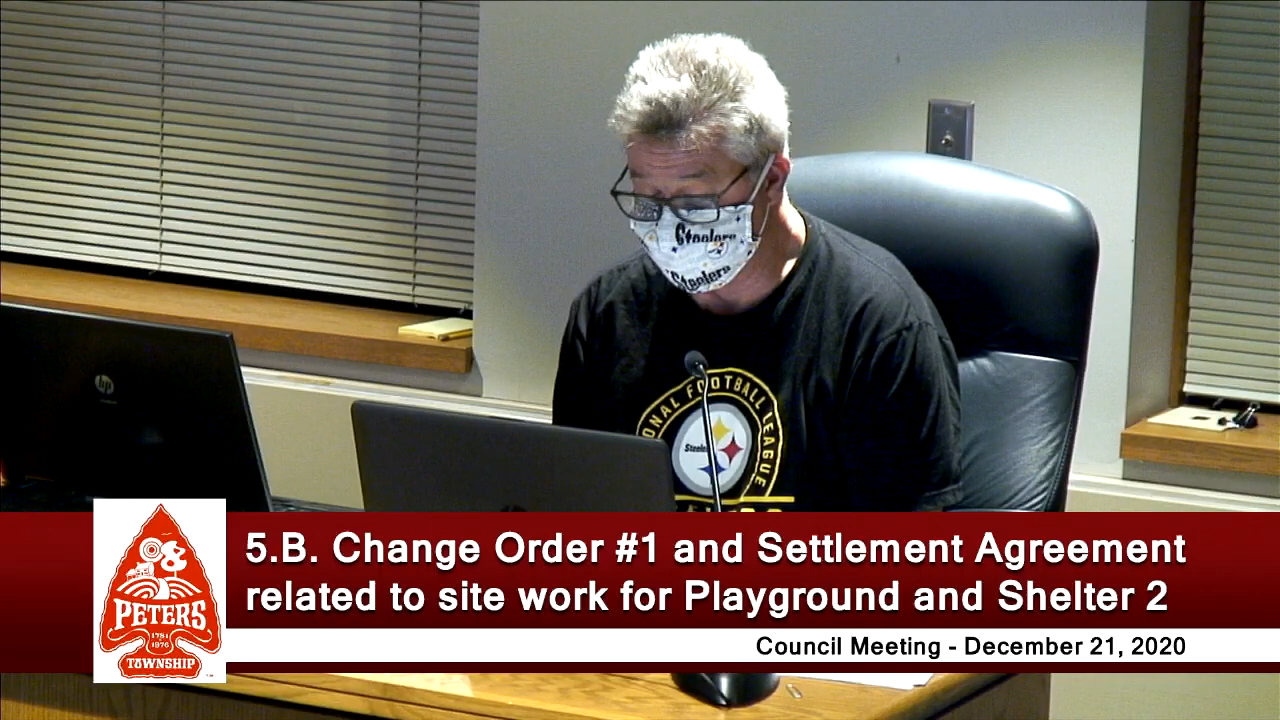 hp
Steelers
Steelers
NATIONAL FOOTBALL LEAGUE
Steelers
5.B. Change Order #1 and Settlement Agreement
related to site work for Playground and Shelter 2
Council Meeting - December 21, 2020
PETERS
1781
1976
TOWNSHIP